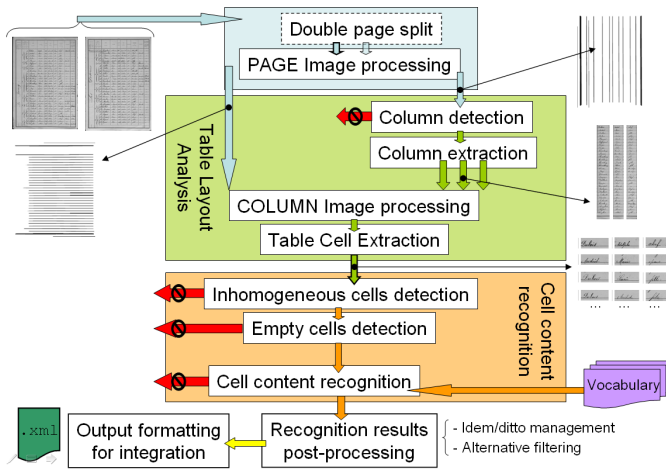 Double page split
PAGE Image processing
Column detection
Column extraction
Table Layout
Analysis
COLUMN Image processing
Table Cell Extraction
...   ...   ...
Inhomogeneous cells detection
Empty cells detection
Cell content
recognition
Cell content recognition
Vocabulary
.xml
Output formatting
for integration
Recognition results
post-processing
- Idem/ditto management
- Alternative filtering